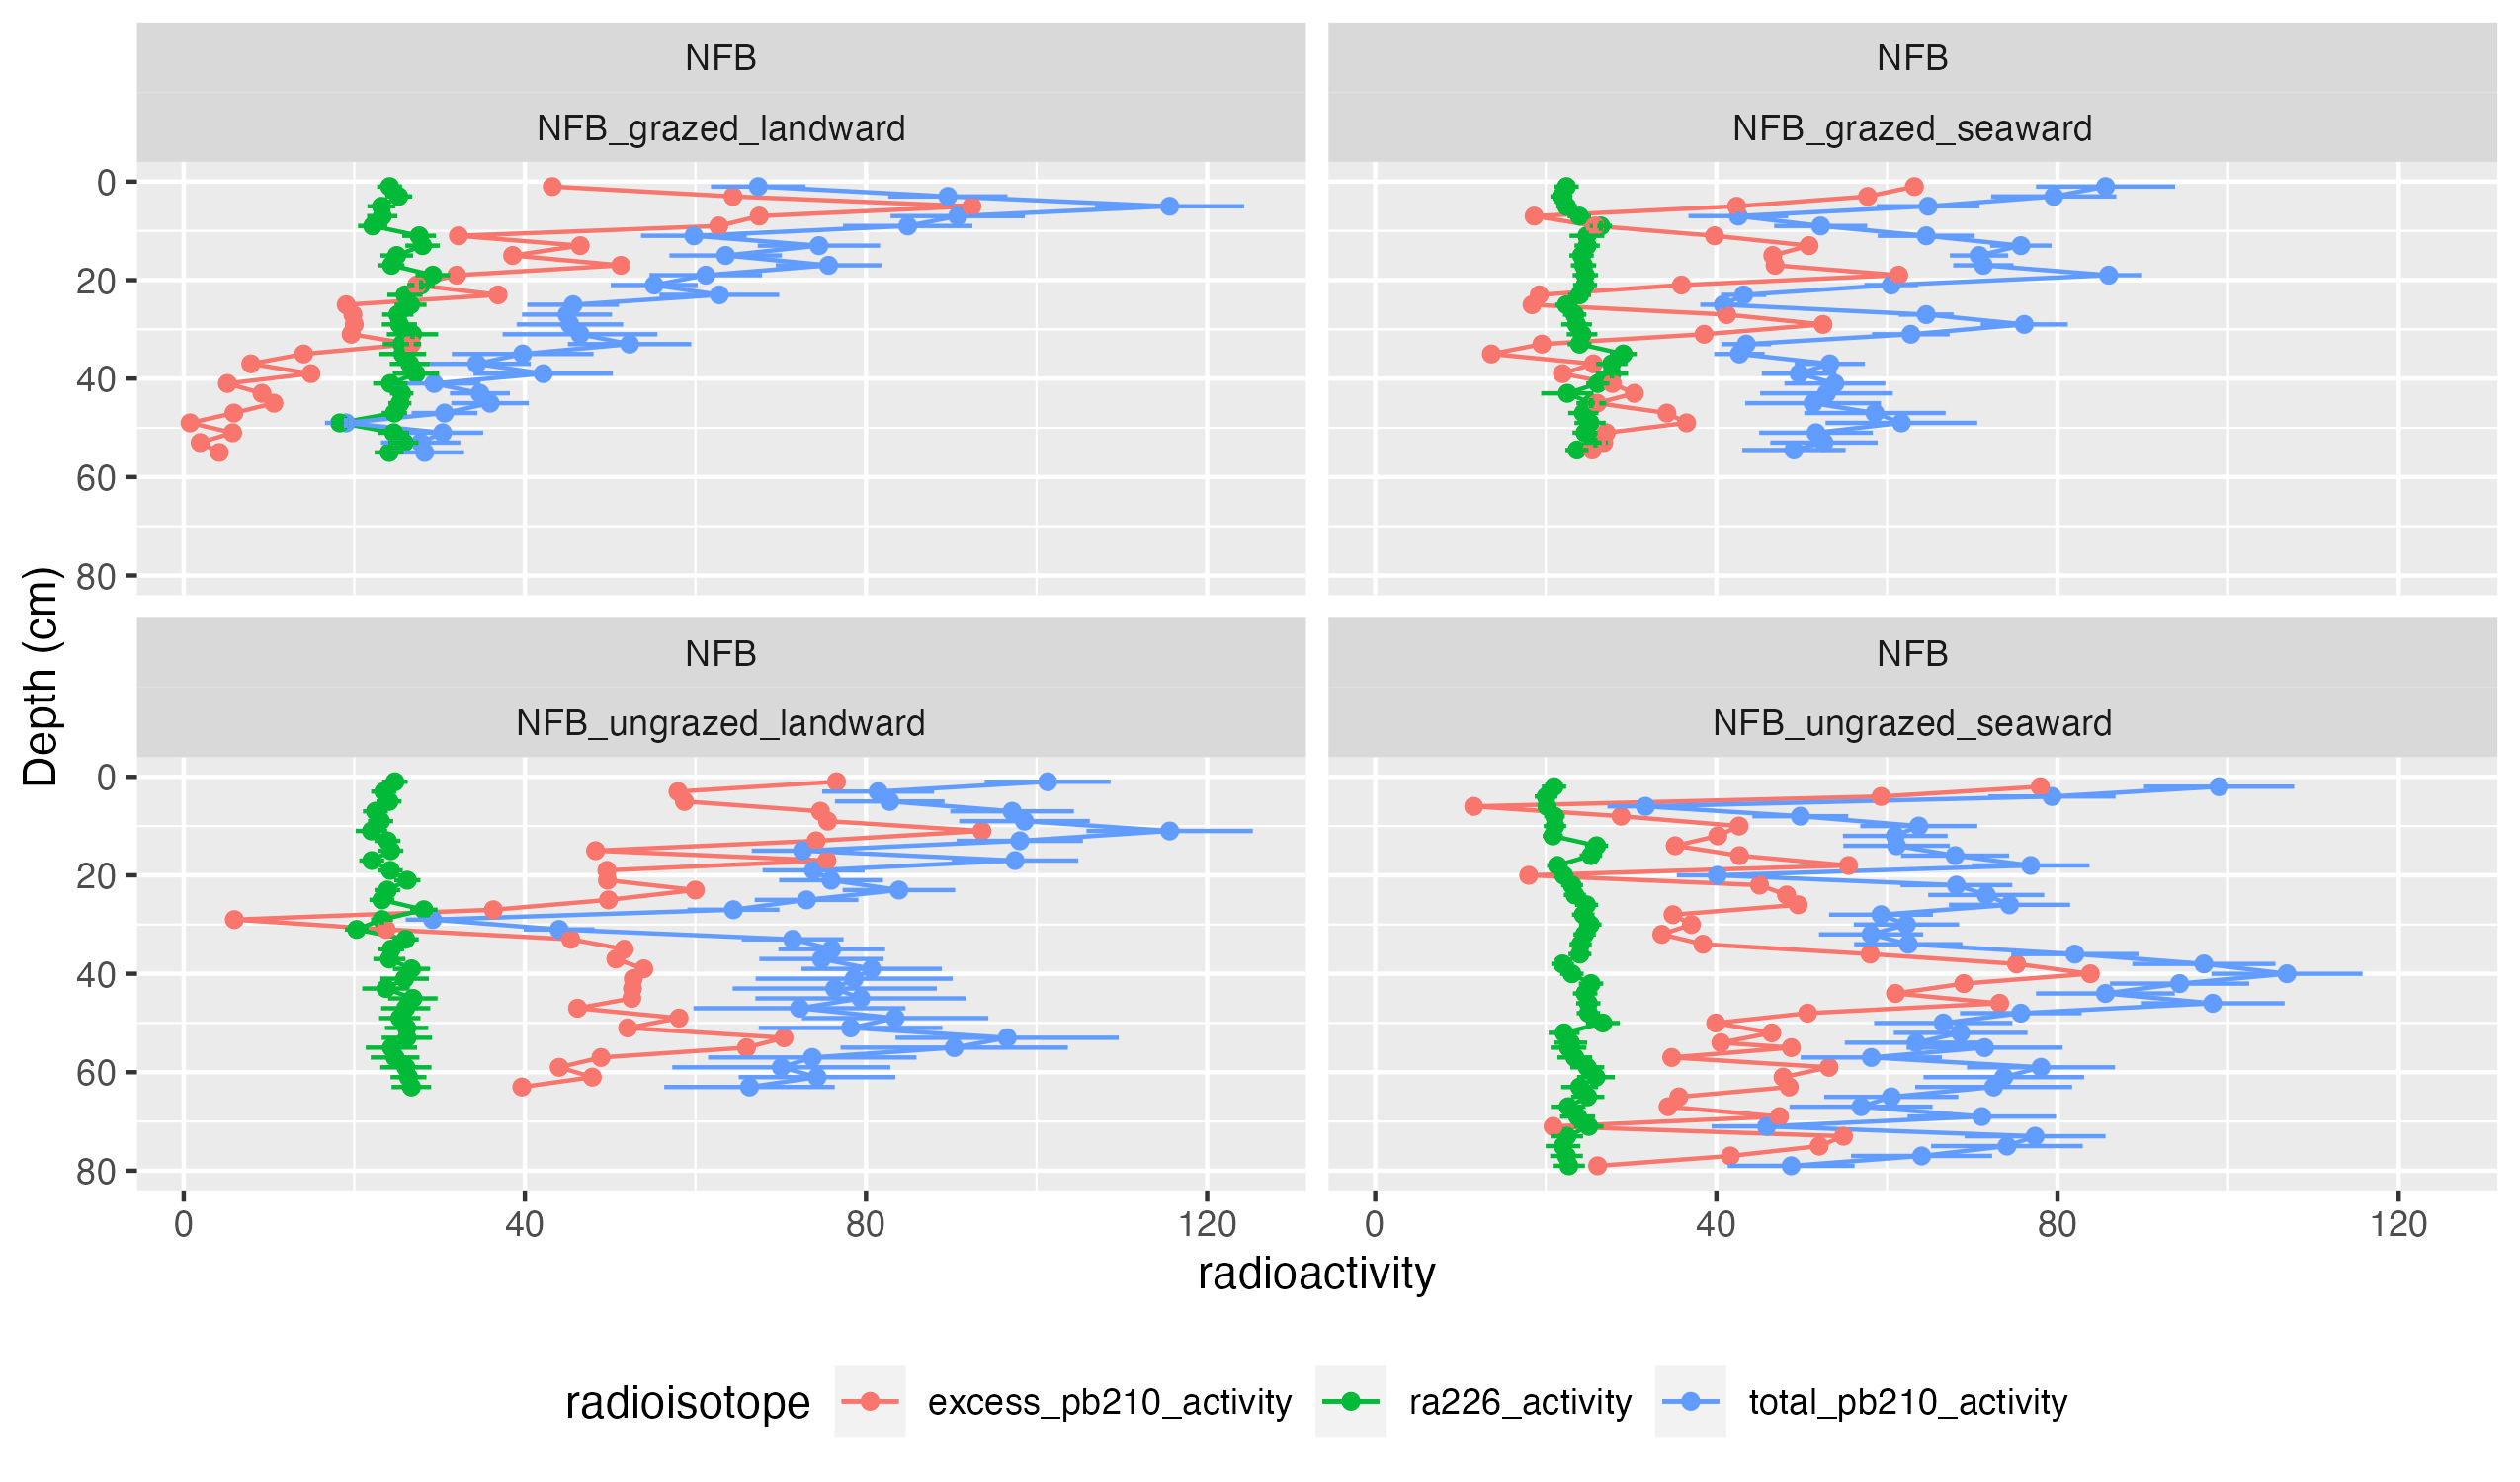 NFB
NFB
NFB_grazed_landward
NFB_grazed_seaward
0
20
40
60
80
NFB
NFB
NFB_ungrazed_landward
NFB_ungrazed_seaward
0
20
40
60
80
Depth (cm)
0
40
80
120
0
40
80
120
radioactivity
radioisotope
excess_pb210_activity
ra226_activity
total_pb210_activity